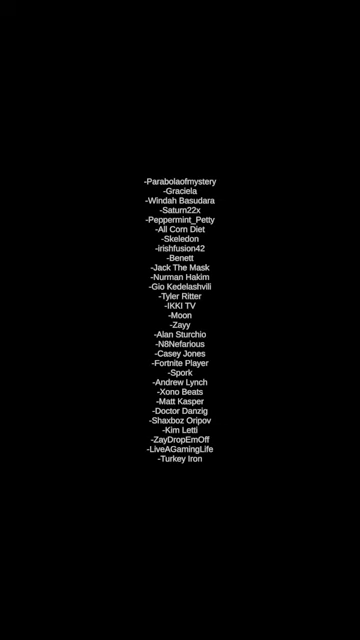 -Parabolaofmystery
-Graciela
-Windah Basudara
-Saturn22x
-Peppermint_Petty
-All Corn Diet
-Skeledon
-irishfusion42
-Benett
-Jack The Mask
-Nurman Hakim
-Gio Kedelashvili
-Tyler Ritter
-IKKI TV
-Moon
-Zayy
-Alan Sturchio
-N8Nefarious
-Casey Jones
-Fortnite Player
-Spork
-Andrew Lynch
-Xono Beats
-Matt Kasper
-Doctor Danzig
-Shaxboz Oripov
-Kim Letti
-ZayDropEmOff
-LiveAGamingLife
-Turkey Iron